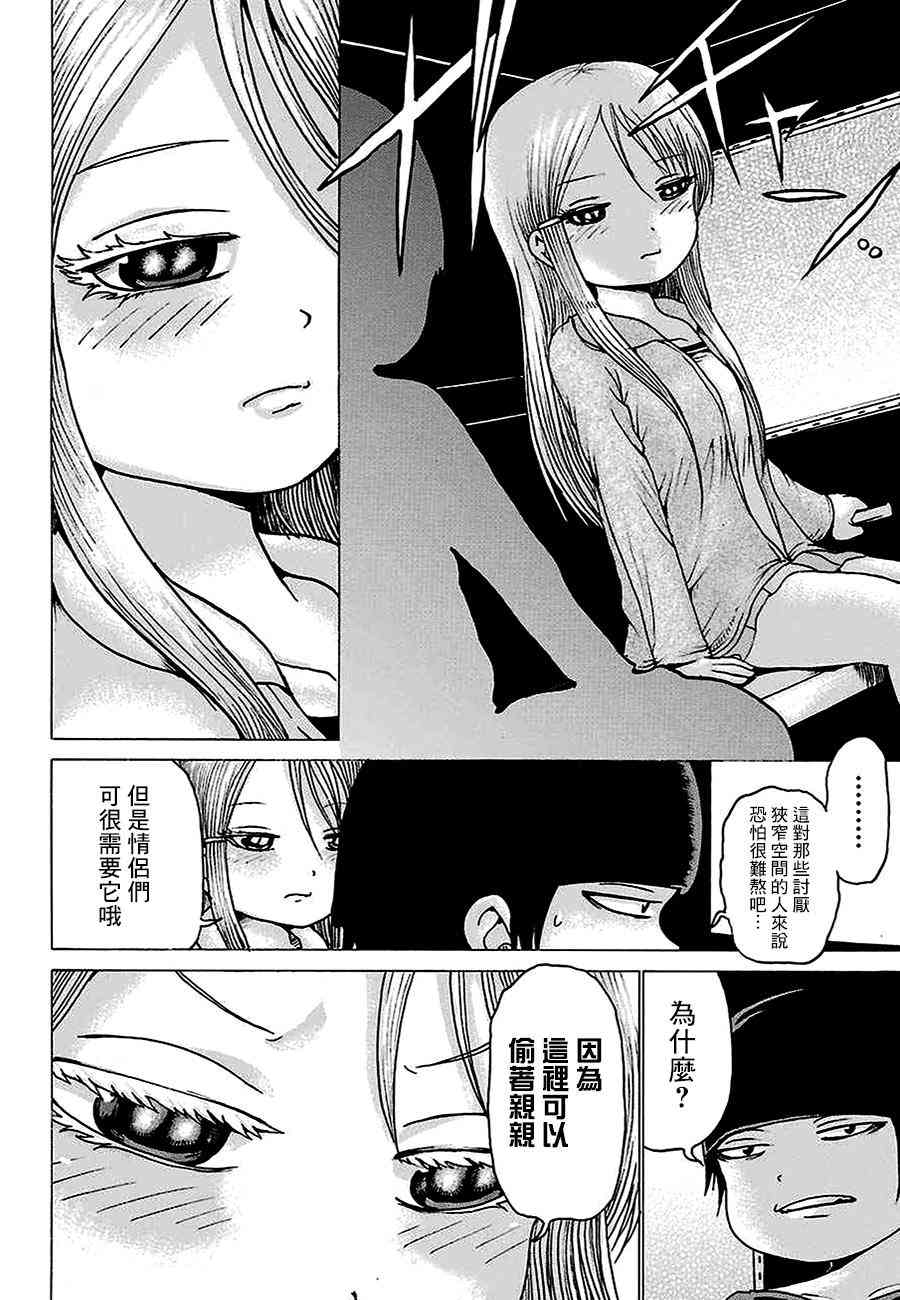 ………
這對那些討厭
狹窄空間的人來說
恐怕很難熬吧…
但是情侶們
可很需要它哦
為什麼?
因為
這裡可以
偷著親親